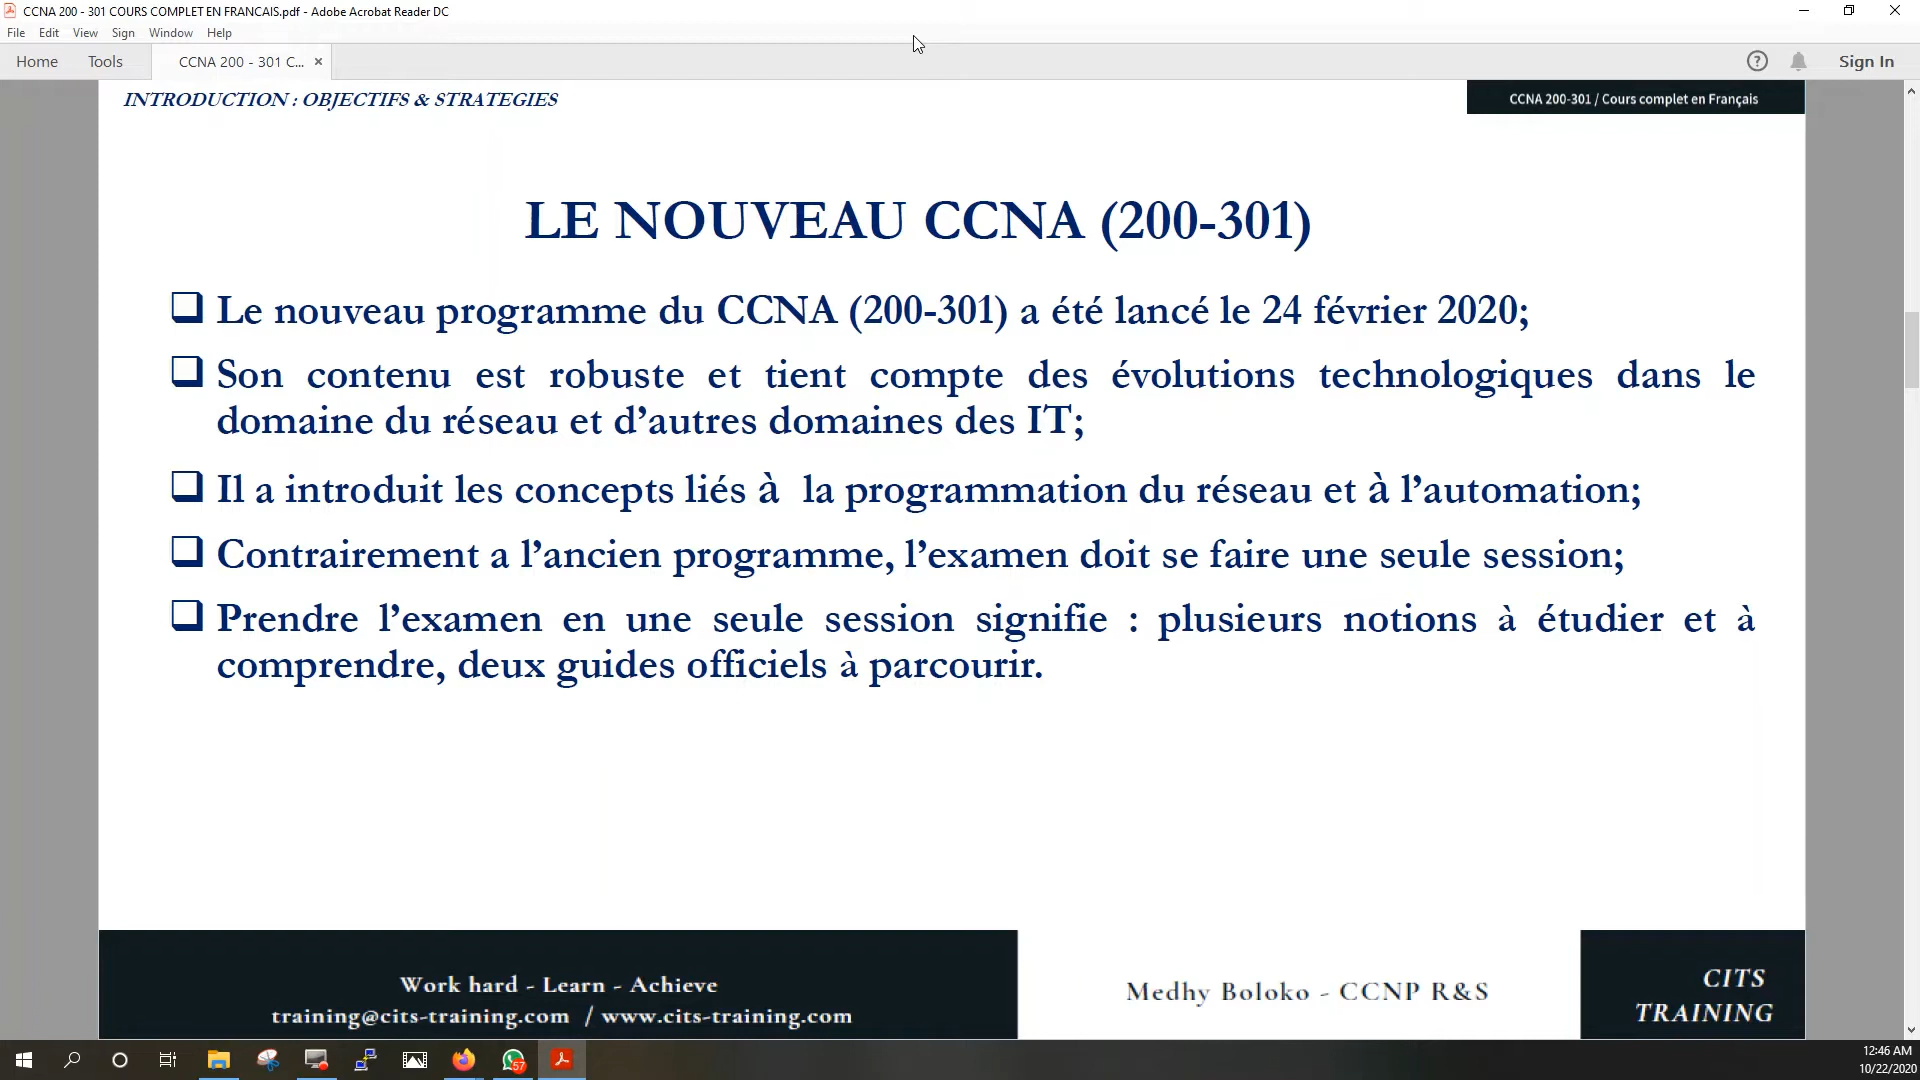 CCNA 200 - 301 COURS COMPLET EN FRANCAIS.pdf - Adobe Acrobat Reader DC
File Edit View Sign Window Help
Home Tools CCNA 200 - 301 C... × Sign In
INTRODUCTION : OBJECTIFS & STRATEGIES
CCNA 200-301 / Cours complet en Français
LE NOUVEAU CCNA (200-301)
Le nouveau programme du CCNA (200-301) a été lancé le 24 février 2020;
Son contenu est robuste et tient compte des évolutions technologiques dans le
domaine du réseau et d’autres domaines des IT;
Il a introduit les concepts liés à la programmation du réseau et à l’automation;
Contrairement a l’ancien programme, l’examen doit se faire une seule session;
Prendre l’examen en une seule session signifie : plusieurs notions à étudier et à
comprendre, deux guides officiels à parcourir.
Work hard - Learn - Achieve
training@cits-training.com / www.cits-training.com
Medhy Boloko - CCNP R&S
CITS
TRAINING
57
12:46 AM
10/22/2020